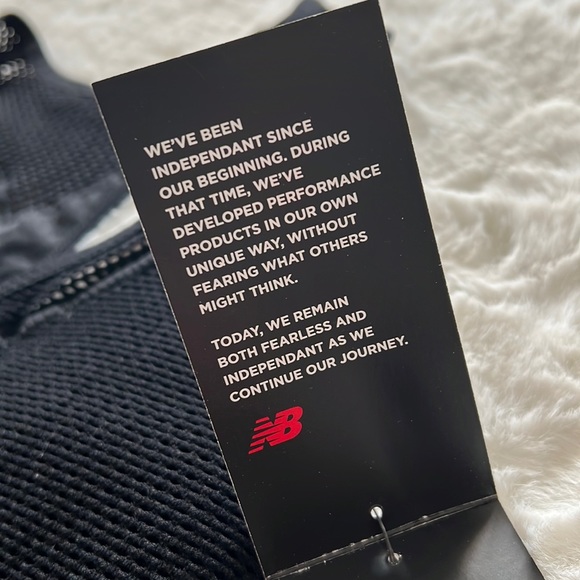 WE'VE BEEN
INDEPENDANT SINCE
OUR BEGINNING. DURING
THAT TIME, WE'VE
DEVELOPED PERFORMANCE
PRODUCTS IN OUR OWN
UNIQUE WAY, WITHOUT
FEARING WHAT OTHERS
MIGHT THINK.
TODAY, WE REMAIN
BOTH FEARLESS AND
INDEPENDANT AS WE
CONTINUE OUR JOURNEY.
NB